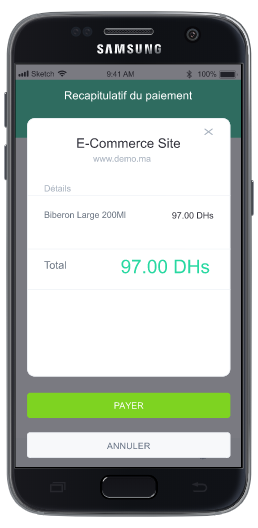 SAMSUNG
Sketch 9:41 AM 100%
Recapitulatif du paiement
E-Commerce Site
www.demo.ma
Détails
Biberon Large 200Ml 97.00 DHs
Total 97.00 DHs
PAYER
ANNULER